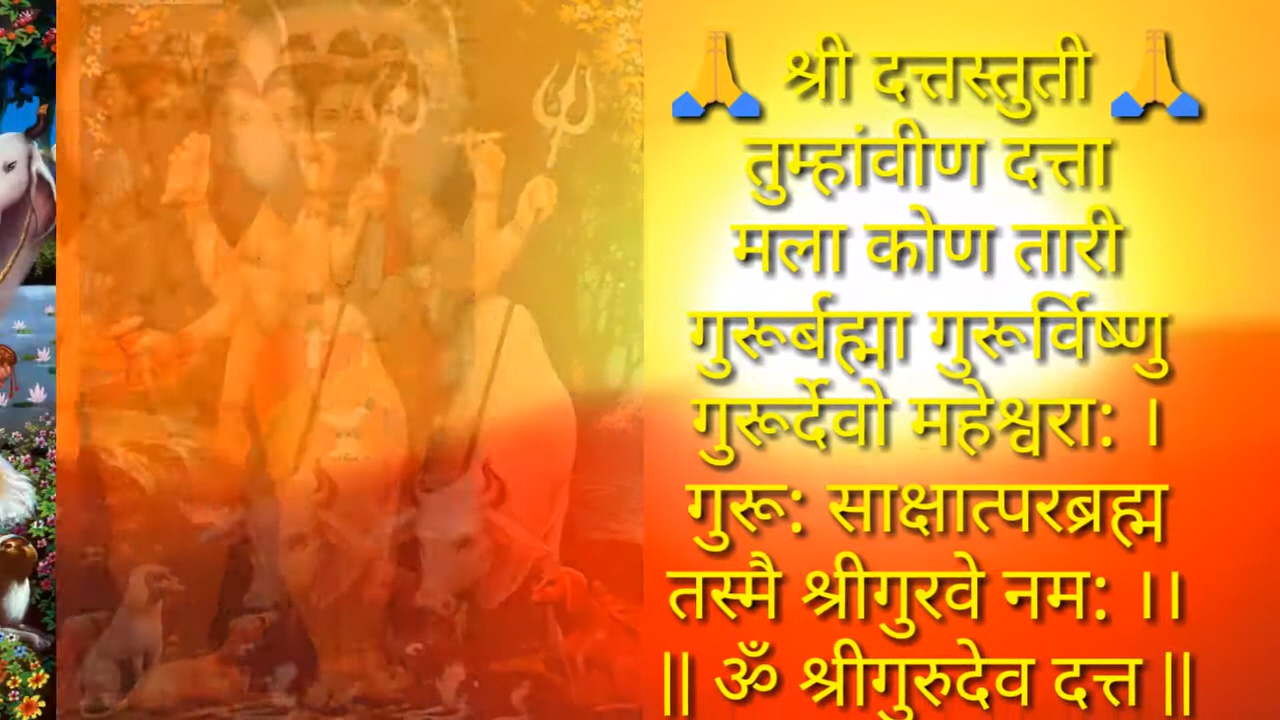 🙏 श्री दत्तस्तुती 🙏
तुम्हांवीण दत्ता
मला कोण तारी
गुरूर्बह्मा गुरूर्विष्णु
गुरूर्देवो महेश्वरा: ।
गुरू: साक्षात्परब्रह्म
तस्मै श्रीगुरवे नम: ।।
|| ॐ श्रीगुरुदेव दत्त ||